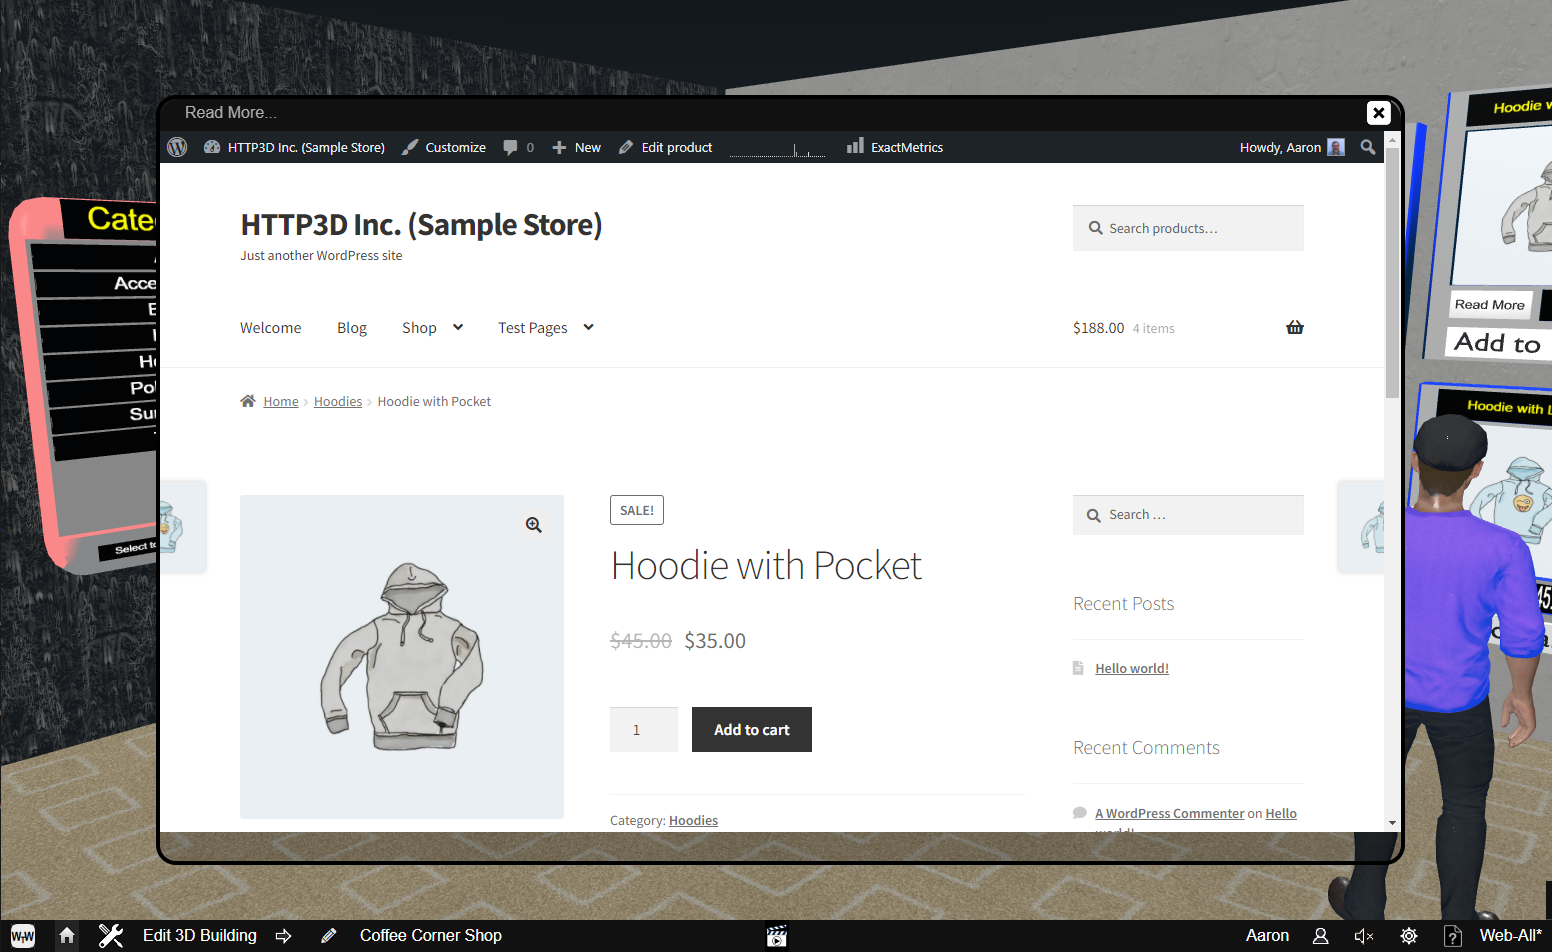 Read More...
HTTP3D Inc. (Sample Store) Customize 0 New Edit product ExactMetrics Howdy, Aaron
HTTP3D Inc. (Sample Store)
Just another WordPress site
Search products…
Welcome Blog Shop Test Pages
$188.00 4 items
Home › Hoodies › Hoodie with Pocket
SALE!
Hoodie with Pocket
$45.00 $35.00
1 Add to cart
Category: Hoodies
Search …
Recent Posts
Hello world!
Recent Comments
A WordPress Commenter on Hello
world!
Select
Hoodie
Read More
Add to
Hoodie with
Edit 3D Building Coffee Corner Shop Aaron Web-All*